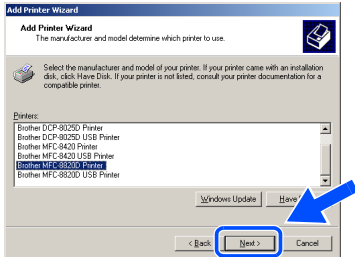 Add Printer Wizard
Add Printer Wizard
The manufacturer and model determine which printer to use.
Select the manufacturer and model of your printer. If your printer came with an installation
disk, click Have Disk. If your printer is not listed, consult your printer documentation for a
compatible printer.
Printers:
Brother DCP-8025D Printer
Brother DCP-8025D USB Printer
Brother MFC-8420 Printer
Brother MFC-8420 USB Printer
Brother MFC-8820D Printer
Brother MFC-8820D USB Printer
Windows Update
Have
< Back
Next >
Cancel